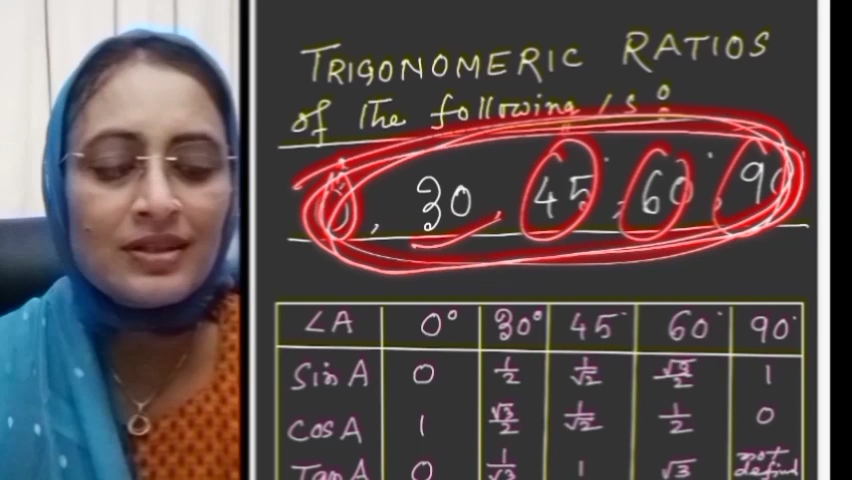 TRIGONOMERIC RATIOS
of The following ∠s:
0°, 30, 45°, 60°, 90°
∠A 0° 30° 45° 60° 90°
Sin A 0 1/2 1/√2 √3/2 1
Cos A 1 √3/2 1/√2 1/2 0
Tan A 0 1/√3 1 √3 not defind